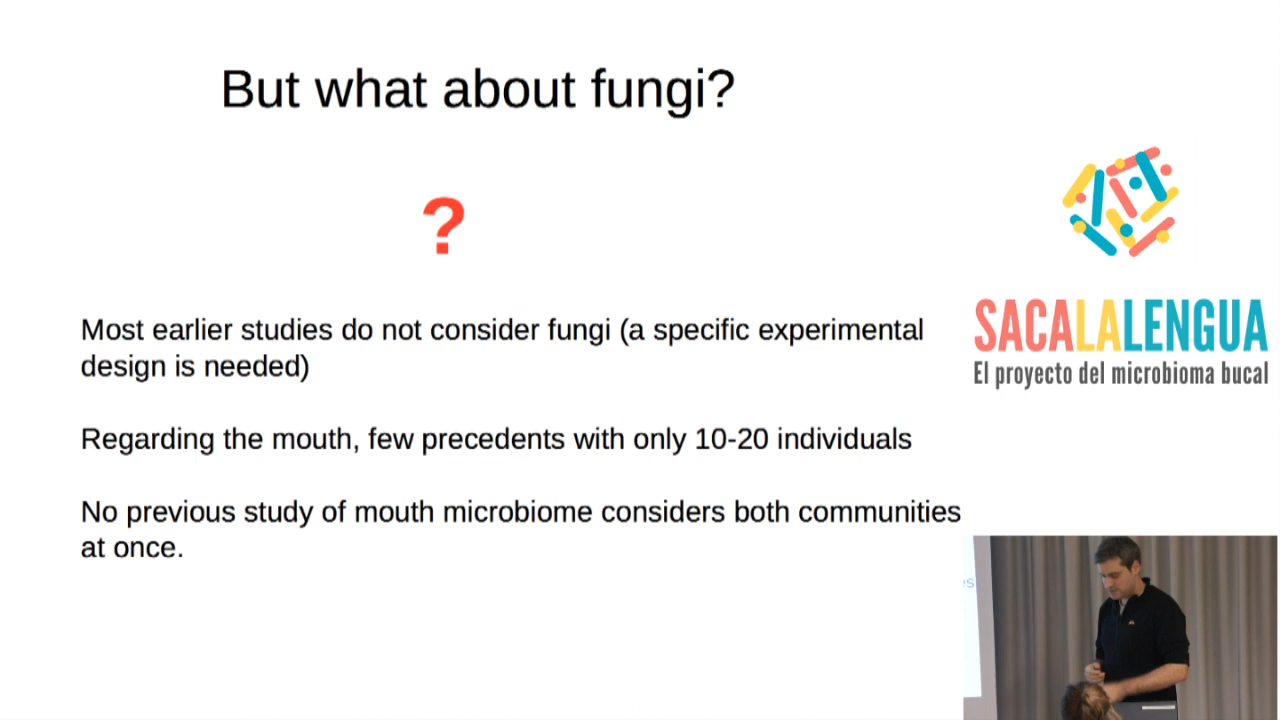 But what about fungi?
?
Most earlier studies do not consider fungi (a specific experimental
design is needed)
Regarding the mouth, few precedents with only 10-20 individuals
No previous study of mouth microbiome considers both communities
at once.
SACALALENGUA
El proyecto del microbioma bucal